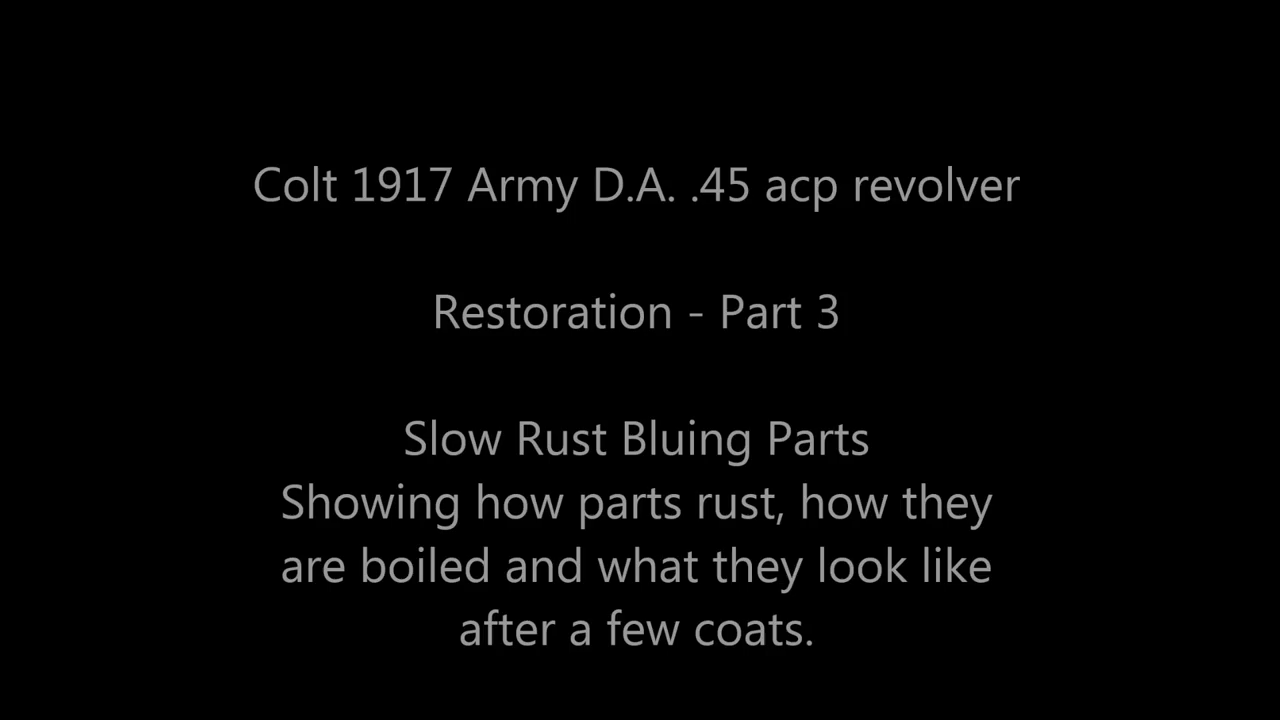 Colt 1917 Army D.A. .45 acp revolver
Restoration - Part 3
Slow Rust Bluing Parts
Showing how parts rust, how they
are boiled and what they look like
after a few coats.